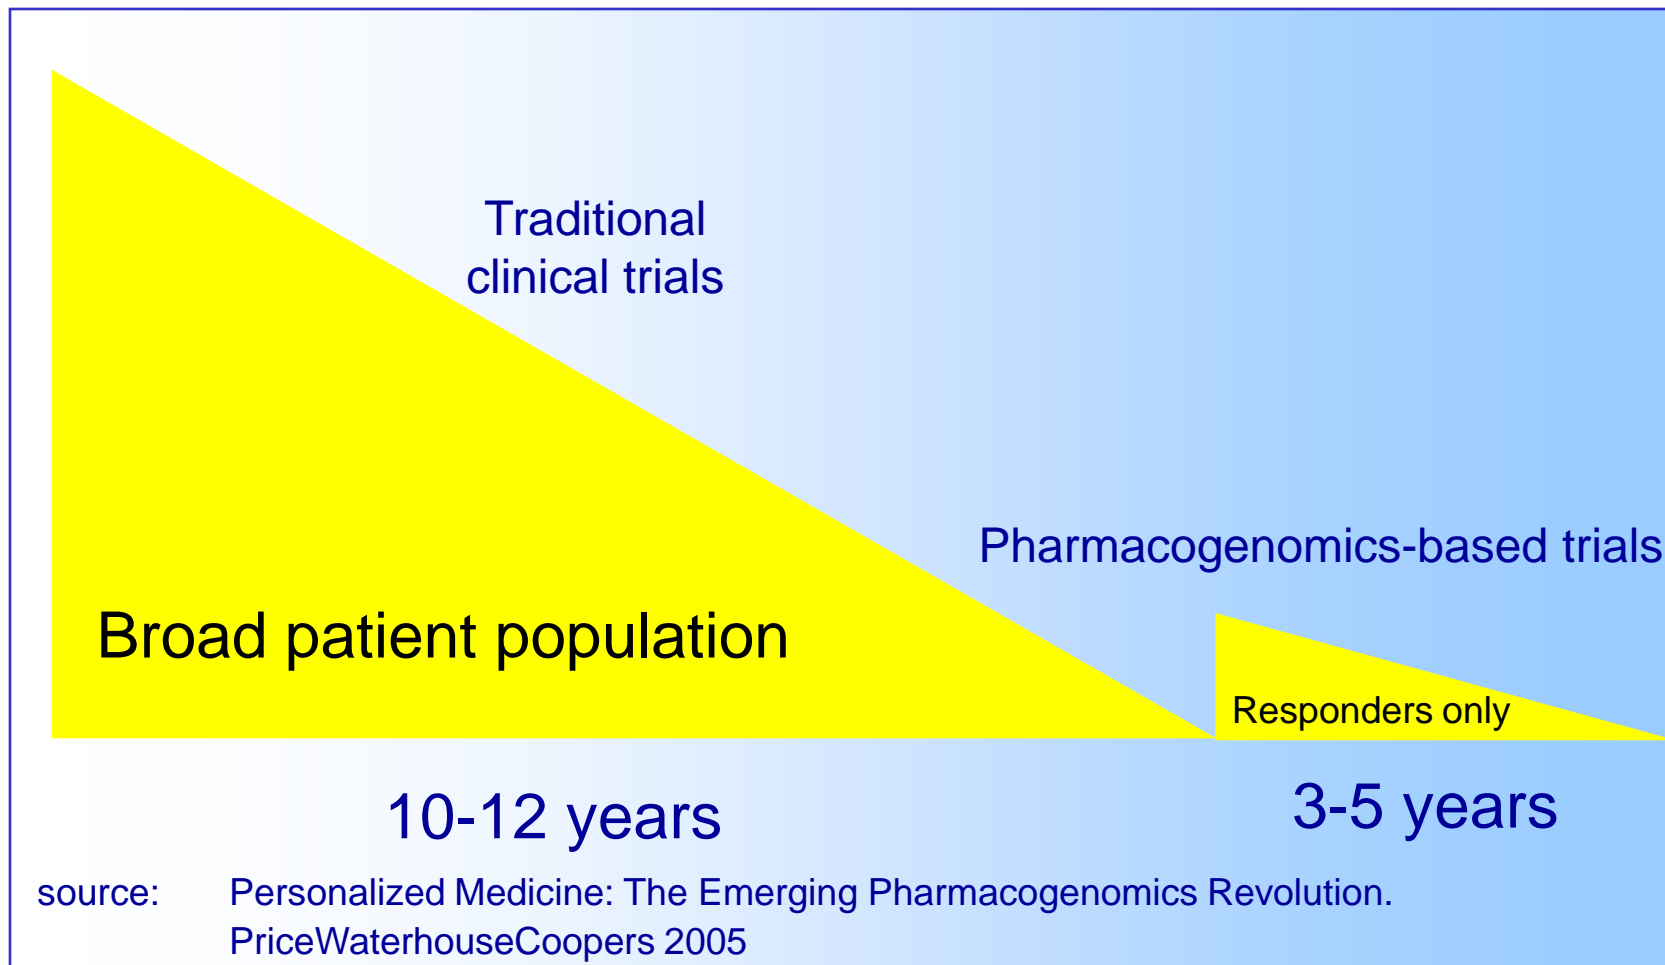 Traditional
clinical trials
Pharmacogenomics-based trials
Broad patient population
Responders only
10-12 years
3-5 years
source: Personalized Medicine: The Emerging Pharmacogenomics Revolution.
PriceWaterhouseCoopers 2005